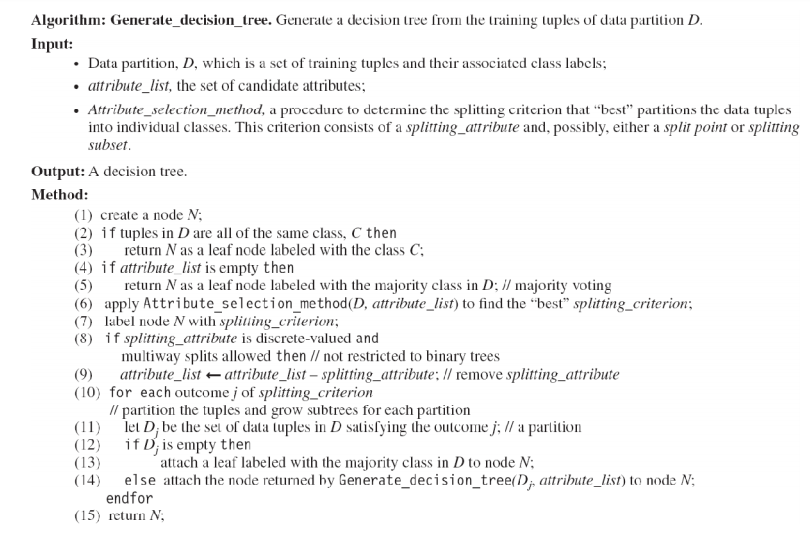 Algorithm: Generate_decision_tree. Generate a decision tree from the training tuples of data partition D.
Input:
• Data partition, D, which is a set of training tuples and their associated class labels;
• attribute_list, the set of candidate attributes;
• Attribute_selection_method, a procedure to determine the splitting criterion that “best” partitions the data tuples
into individual classes. This criterion consists of a splitting_attribute and, possibly, either a split point or splitting
subset.
Output: A decision tree.
Method:
(1) create a node N;
(2) if tuples in D are all of the same class, C then
(3) return N as a leaf node labeled with the class C;
(4) if attribute_list is empty then
(5) return N as a leaf node labeled with the majority class in D; // majority voting
(6) apply Attribute_selection_method(D, attribute_list) to find the “best” splitting_criterion;
(7) label node N with splitting_criterion;
(8) if splitting_attribute is discrete-valued and
multiway splits allowed then // not restricted to binary trees
(9) attribute_list ← attribute_list – splitting_attribute; // remove splitting_attribute
(10) for each outcome j of splitting_criterion
// partition the tuples and grow subtrees for each partition
(11) let Dj be the set of data tuples in D satisfying the outcome j; // a partition
(12) if Dj is empty then
(13) attach a leaf labeled with the majority class in D to node N;
(14) else attach the node returned by Generate_decision_tree(Dj, attribute_list) to node N;
endfor
(15) return N;